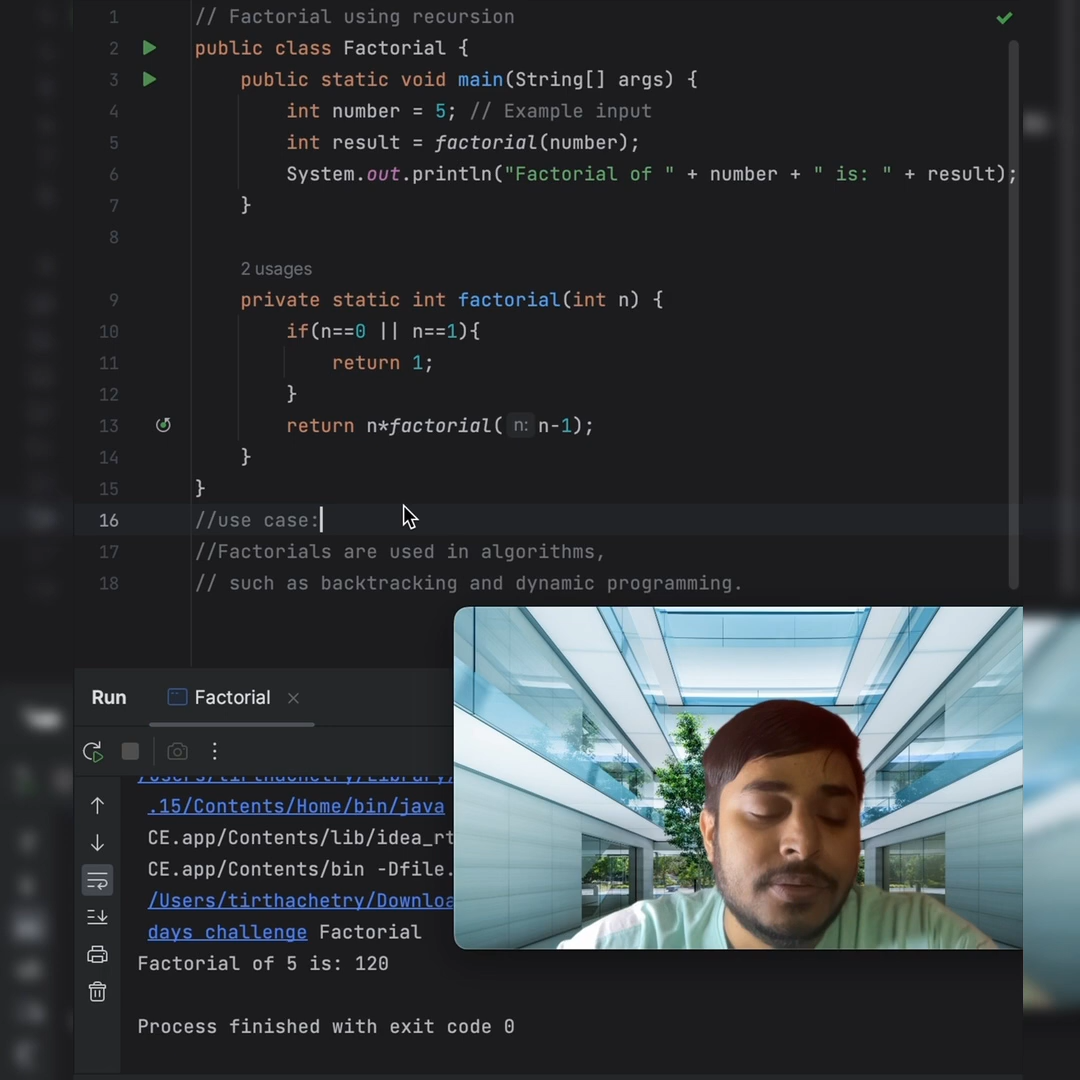 1 // Factorial using recursion
2 public class Factorial {
3 public static void main(String[] args) {
4 int number = 5; // Example input
5 int result = factorial(number);
6 System.out.println("Factorial of " + number + " is: " + result);
7 }
8
2 usages
9 private static int factorial(int n) {
10 if(n==0 || n==1){
11 return 1;
12 }
13 return n*factorial( n: n-1);
14 }
15 }
16 //use case:
17 //Factorials are used in algorithms,
18 // such as backtracking and dynamic programming.
Run Factorial
/Users/tirthachetry/Library/
.15/Contents/Home/bin/java
CE.app/Contents/lib/idea_rt
CE.app/Contents/bin -Dfile.
/Users/tirthachetry/Downloa
days challenge Factorial
Factorial of 5 is: 120
Process finished with exit code 0